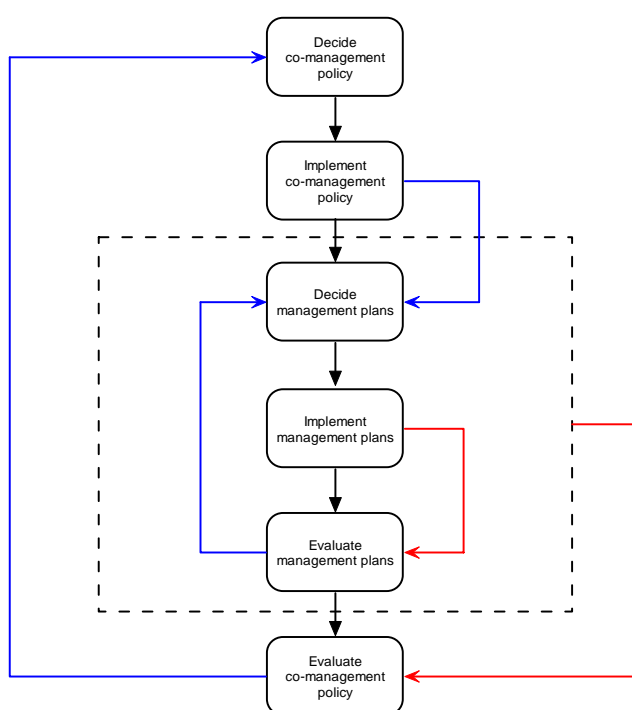 Decide
co-management
policy
Implement
co-management
policy
Decide
management plans
Implement
management plans
Evaluate
management plans
Evaluate
co-management
policy